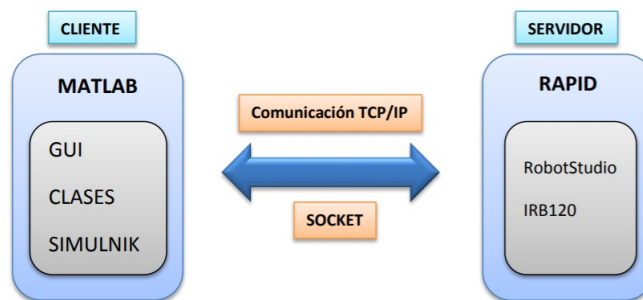 CLIENTE
MATLAB
GUI
CLASES
SIMULNIK
Comunicación TCP/IP
SOCKET
SERVIDOR
RAPID
RobotStudio
IRB120